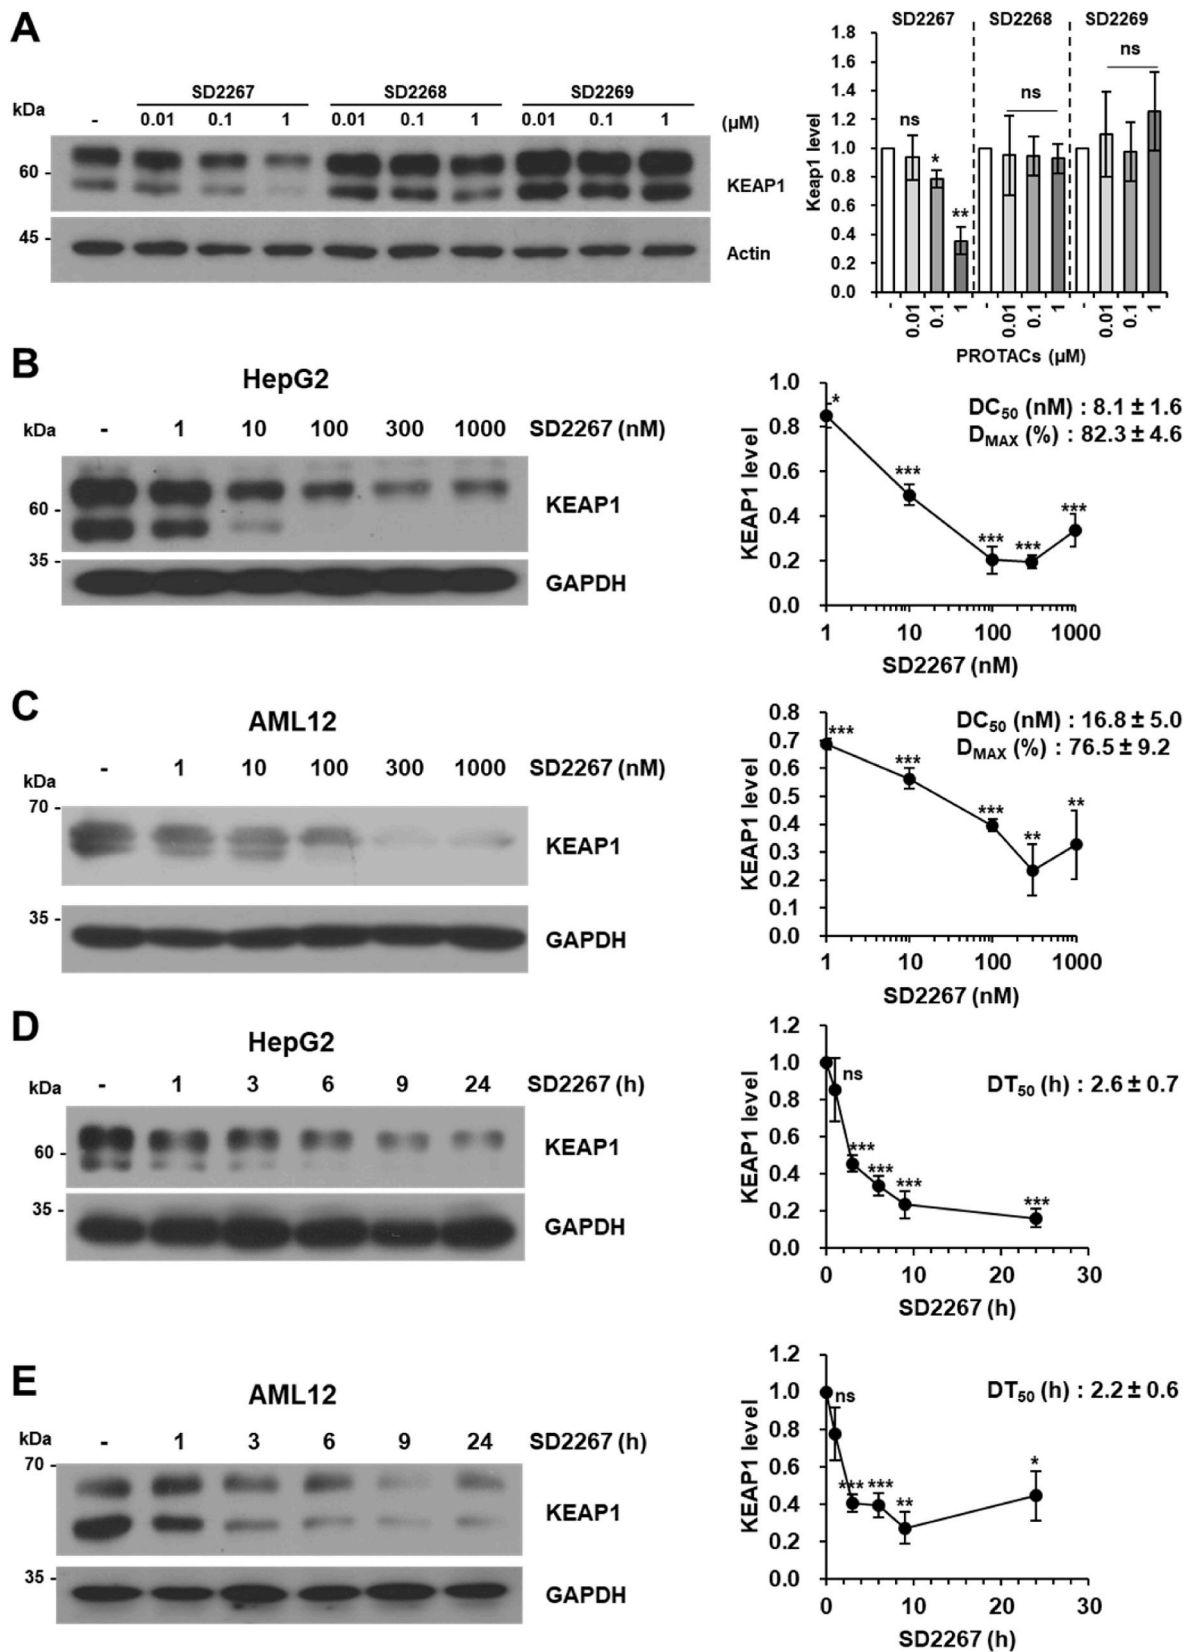 A
SD2267 SD2268 SD2269
kDa
- 0.01 0.1 1 0.01 0.1 1 0.01 0.1 1 (μM)
60 -
KEAP1
45 -
Actin
SD2267 SD2268 SD2269
Keap1 level
1.8
1.6
1.4
1.2
1.0
0.8
0.6
0.4
0.2
0.0
ns * ** ns ns
- 0.01 0.1 1 - 0.01 0.1 1 - 0.01 0.1 1
PROTACs (μM)
B
HepG2
kDa - 1 10 100 300 1000 SD2267 (nM)
KEAP1
60 -
35 -
GAPDH
KEAP1 level
1.0
0.8
0.6
0.4
0.2
0.0
* *** *** *** ***
DC50 (nM) : 8.1 ± 1.6
DMAX (%) : 82.3 ± 4.6
1 10 100 1000
SD2267 (nM)
C
AML12
kDa - 1 10 100 300 1000 SD2267 (nM)
70 -
KEAP1
35 -
GAPDH
KEAP1 level
0.8
0.7
0.6
0.5
0.4
0.3
0.2
0.1
0.0
*** *** *** ** **
DC50 (nM) : 16.8 ± 5.0
DMAX (%) : 76.5 ± 9.2
1 10 100 1000
SD2267 (nM)
D
HepG2
kDa - 1 3 6 9 24 SD2267 (h)
KEAP1
60 -
35 -
GAPDH
KEAP1 level
1.2
1.0
0.8
0.6
0.4
0.2
0.0
ns *** *** *** ***
DT50 (h) : 2.6 ± 0.7
0 10 20 30
SD2267 (h)
E
AML12
kDa - 1 3 6 9 24 SD2267 (h)
70 -
KEAP1
35 -
GAPDH
KEAP1 level
1.2
1.0
0.8
0.6
0.4
0.2
0.0
ns *** *** ** *
DT50 (h) : 2.2 ± 0.6
0 10 20 30
SD2267 (h)